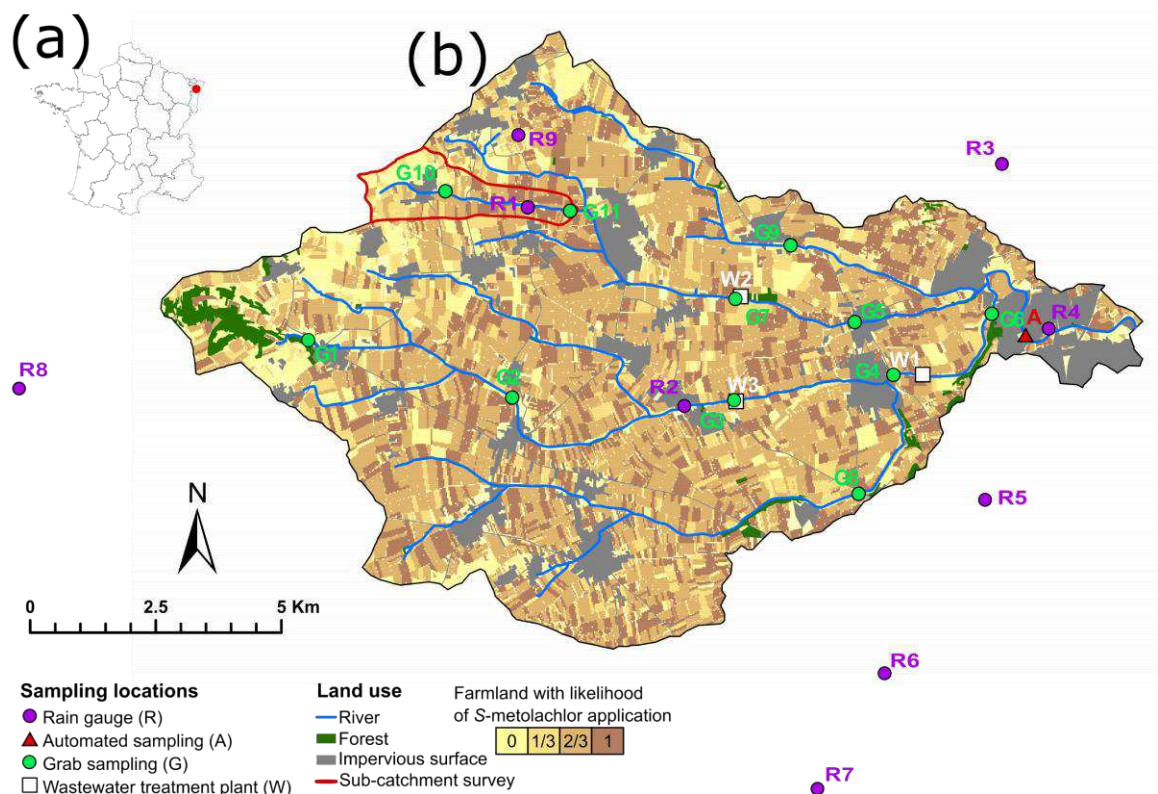 (a)
(b)
R9
R3
G10
R1
G11
G9
W2
G7
G5
G6
A
R4
G1
R8
G2
R2
W3
G3
G4
W1
R5
N
0 2.5 5 Km
R6
R7
Sampling locations
Rain gauge (R)
Automated sampling (A)
Grab sampling (G)
Wastewater treatment plant (W)
Land use
River
Forest
Impervious surface
Sub-catchment survey
Farmland with likelihood
of S-metolachlor application
0 1/3 2/3 1